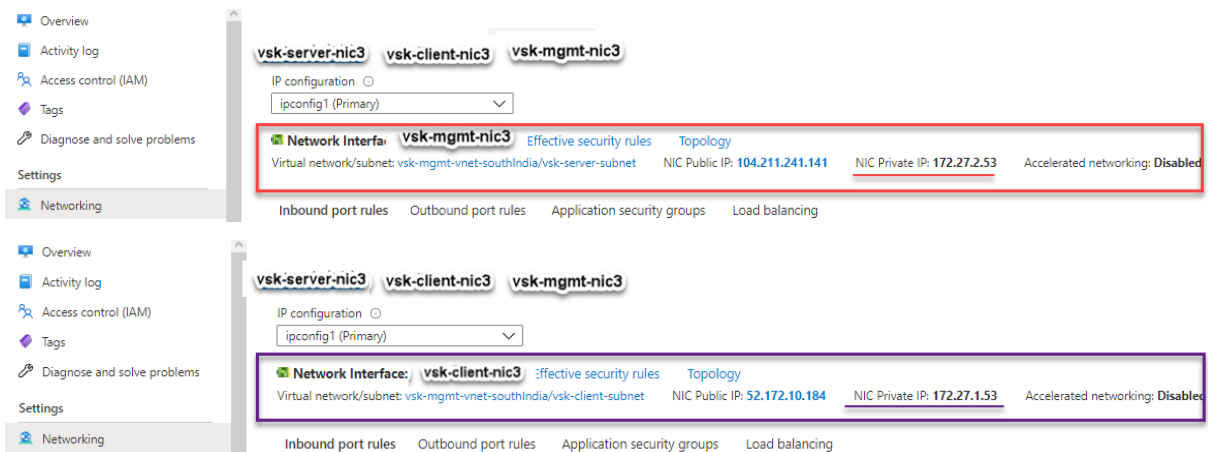 Overview
Activity log
vsk-server-nic3 vsk-client-nic3 vsk-mgmt-nic3
Access control (IAM)
IP configuration
Tags
ipconfig1 (Primary)
Diagnose and solve problems
Network Interfa vsk-mgmt-nic3 Effective security rules Topology
Virtual network/subnet: vsk-mgmt-vnet-southIndia/vsk-server-subnet NIC Public IP: 104.211.241.141 NIC Private IP: 172.27.2.53 Accelerated networking: Disabled
Settings
Networking
Inbound port rules Outbound port rules Application security groups Load balancing
Overview
Activity log
vsk-server-nic3 vsk-client-nic3 vsk-mgmt-nic3
Access control (IAM)
IP configuration
Tags
ipconfig1 (Primary)
Diagnose and solve problems
Network Interface: vsk-client-nic3 Effective security rules Topology
Virtual network/subnet: vsk-mgmt-vnet-southIndia/vsk-client-subnet NIC Public IP: 52.172.10.184 NIC Private IP: 172.27.1.53 Accelerated networking: Disabled
Settings
Networking
Inbound port rules Outbound port rules Application security groups Load balancing